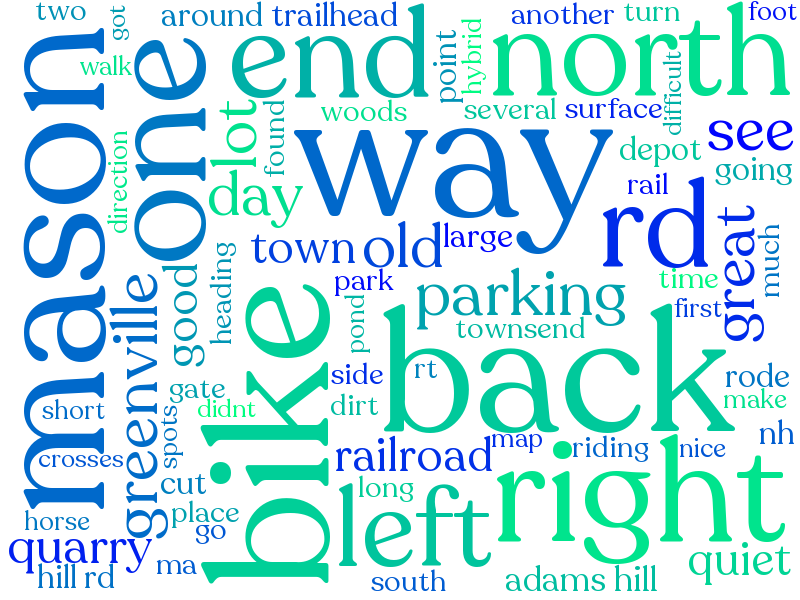 two
got
around
trailhead
another
turn
foot
walk
one
end
point
hybrid
north
mason
lot
found
woods
several
surface
difficult
see
direction
day
way
depot
going
rail
rd
town
old
large
great
much
heading
good
greenville
park
parking
time
first
bike
pond
townsend
back
side
rt
rode
make
short
gate
didnt
dirt
nh
spots
crosses
railroad
map
riding
nice
cut
long
left
right
horse
place
go
quarry
ma
quiet
hill rd
south
adams hill